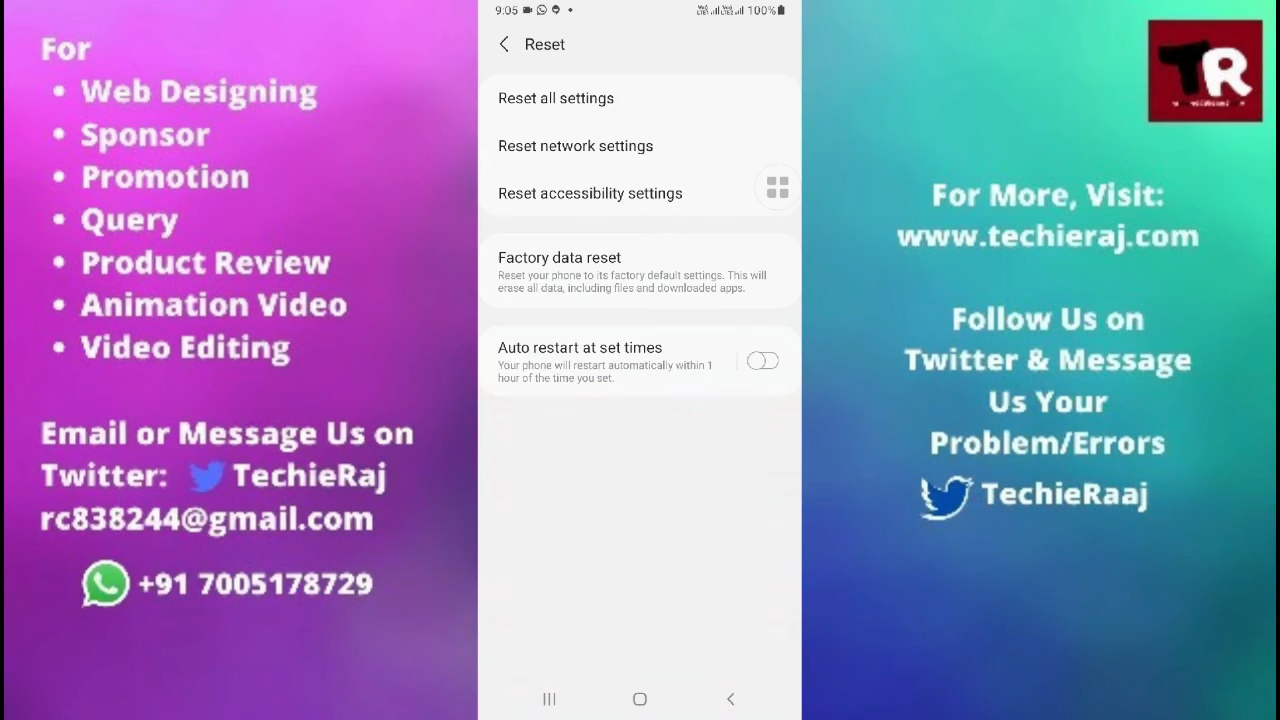 For
• Web Designing
• Sponsor
• Promotion
• Query
• Product Review
• Animation Video
• Video Editing
Email or Message Us on
Twitter: TechieRaj
rc838244@gmail.com
+91 7005178729
9:05
100%
Reset
Reset all settings
Reset network settings
Reset accessibility settings
Factory data reset
Reset your phone to its factory default settings. This will
erase all data, including files and downloaded apps.
Auto restart at set times
Your phone will restart automatically within 1
hour of the time you set.
TR
For More, Visit:
www.techieraj.com
Follow Us on
Twitter & Message
Us Your
Problem/Errors
TechieRaaj